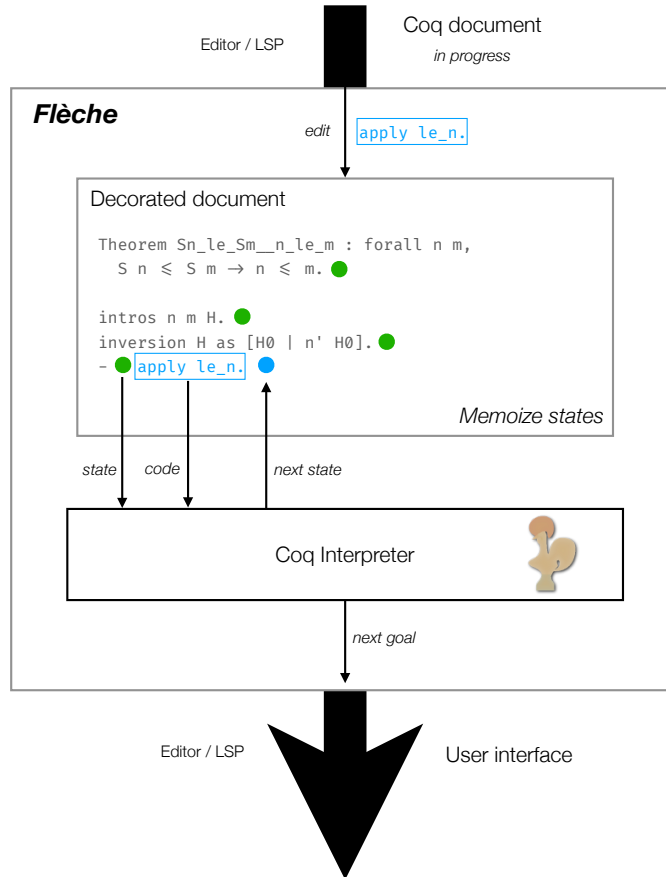 Editor / LSP
Coq document
in progress
Flèche
edit
apply le_n.
Decorated document
Theorem Sn_le_Sm__n_le_m : forall n m,
S n ≤ S m → n ≤ m.
intros n m H.
inversion H as [H0 | n' H0].
- apply le_n.
Memoize states
state
code
next state
Coq Interpreter
next goal
Editor / LSP
User interface